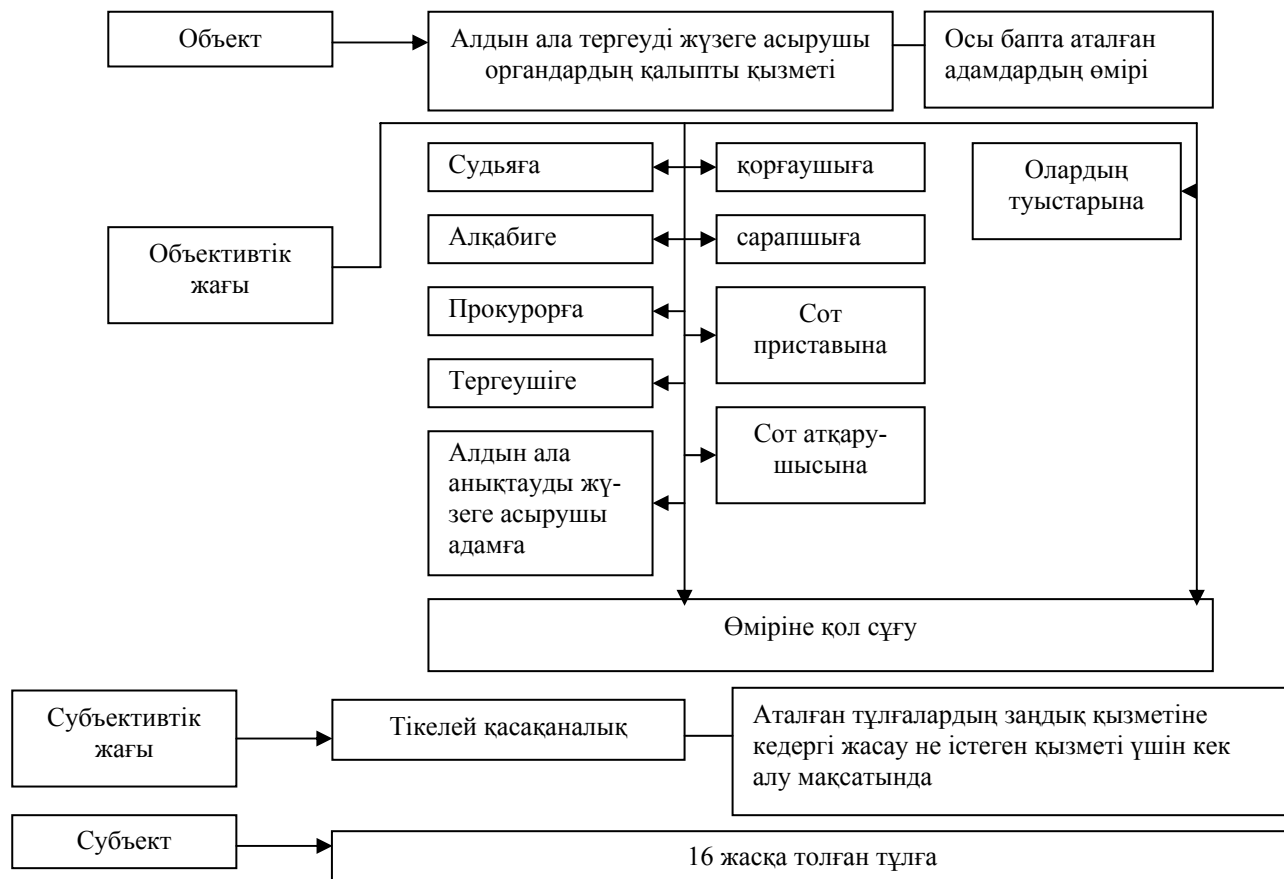 Объект
Алдын ала тергеуді жүзеге асырушы
органдардың қалыпты қызметі
Осы бапта аталған
адамдардың өмірі
Объективтік
жағы
Судьяға
қорғаушыға
Олардың
туыстарына
Алқабиге
сарапшыға
Прокурорға
Сот
приставына
Тергеушіге
Сот атқару-
шысына
Алдын ала
анықтауды жү-
зеге асырушы
адамға
Өміріне қол сұғу
Субъективтік
жағы
Тікелей қасақаналық
Аталған тұлғалардың заңдық қызметіне
кедергі жасау не істеген қызметі үшін кек
алу мақсатында
Субъект
16 жасқа толған тұлға